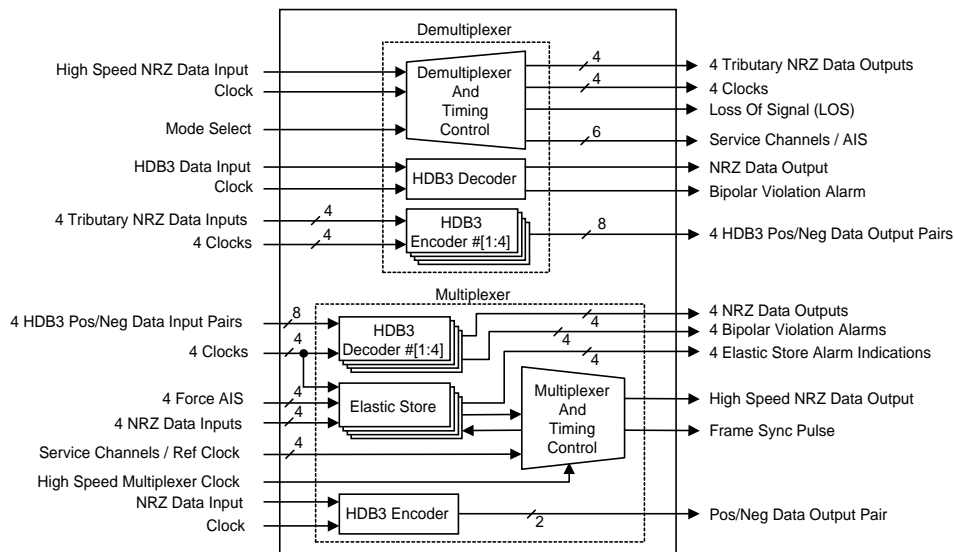 Demultiplexer
High Speed NRZ Data Input
Clock
Mode Select
Demultiplexer
And
Timing
Control
4
4
6
4 Tributary NRZ Data Outputs
4 Clocks
Loss Of Signal (LOS)
Service Channels / AIS
HDB3 Data Input
Clock
HDB3 Decoder
NRZ Data Output
Bipolar Violation Alarm
4 Tributary NRZ Data Inputs
4
4 Clocks
4
HDB3
Encoder #[1:4]
8
4 HDB3 Pos/Neg Data Output Pairs
Multiplexer
4 HDB3 Pos/Neg Data Input Pairs
8
4 Clocks
4
HDB3
Decoder #[1:4]
4
4
4
4 NRZ Data Outputs
4 Bipolar Violation Alarms
4 Elastic Store Alarm Indications
4 Force AIS
4
4 NRZ Data Inputs
4
Elastic Store
Service Channels / Ref Clock
4
Multiplexer
And
Timing
Control
High Speed NRZ Data Output
Frame Sync Pulse
High Speed Multiplexer Clock
NRZ Data Input
Clock
HDB3 Encoder
2
Pos/Neg Data Output Pair